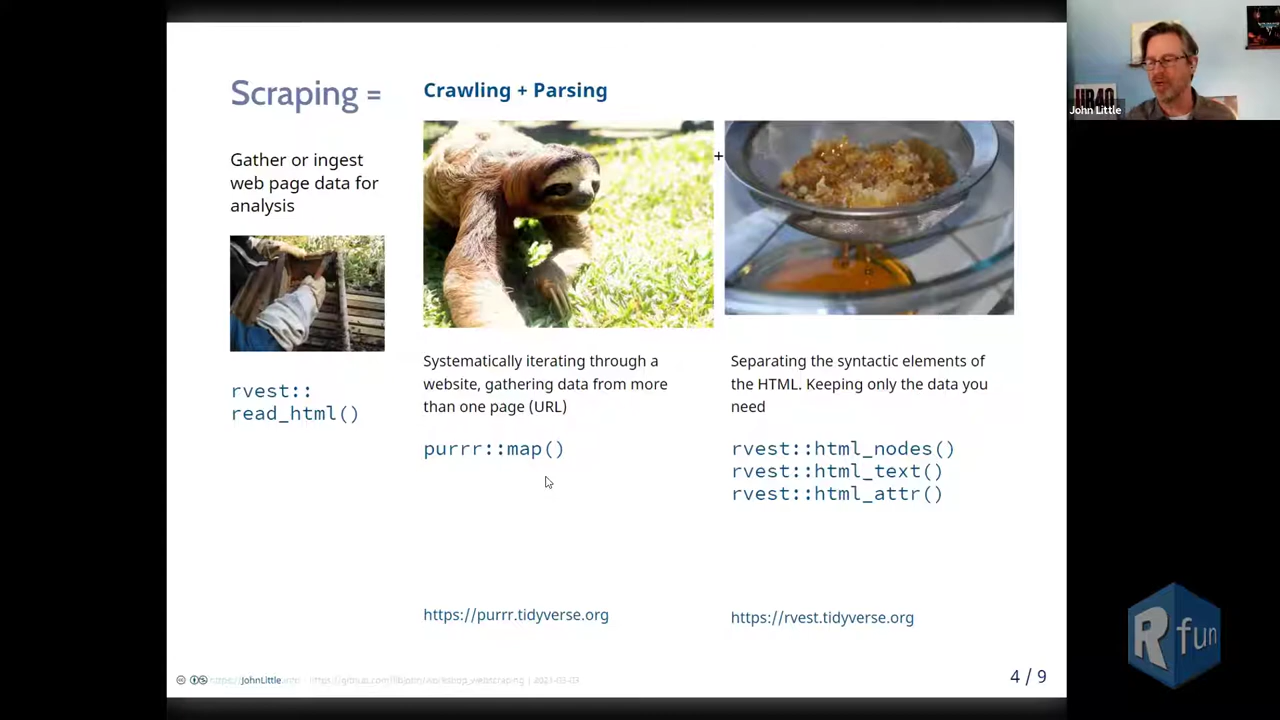 Scraping =
Gather or ingest
web page data for
analysis
rvest::
read_html()
Crawling + Parsing
+
Systematically iterating through a
website, gathering data from more
than one page (URL)
purrr::map()
https://purrr.tidyverse.org
Separating the syntactic elements of
the HTML. Keeping only the data you
need
rvest::html_nodes()
rvest::html_text()
rvest::html_attr()
https://rvest.tidyverse.org
JohnLittle
4 / 9
UB40
John Little
R fun